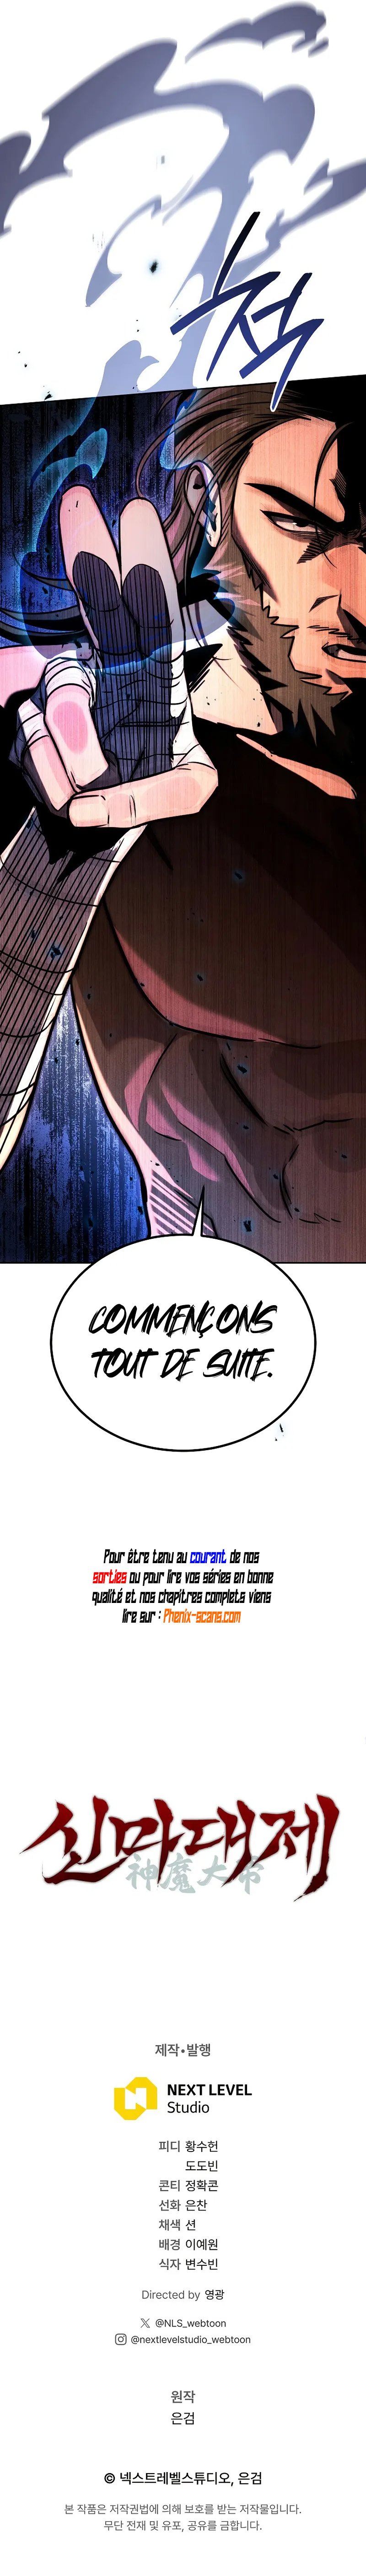 척
COMMENÇONS
TOUT DE SUITE.
Pour être tenu au courant de nos
sorties ou pour lire vos séries en bonne
qualité et nos chapitres complets viens
lire sur : Phenix-scans.com
신마대제
神魔大帝
제작•발행
NEXT LEVEL
Studio
피디 황수헌
도도빈
콘티 정확콘
선화 은찬
채색 션
배경 이예원
식자 변수빈
Directed by 영광
@NLS_webtoon
@nextlevelstudio_webtoon
원작
은검
© 넥스트레벨스튜디오, 은검
본 작품은 저작권법에 의해 보호를 받는 저작물입니다.
무단 전재 및 유포, 공유를 금합니다.